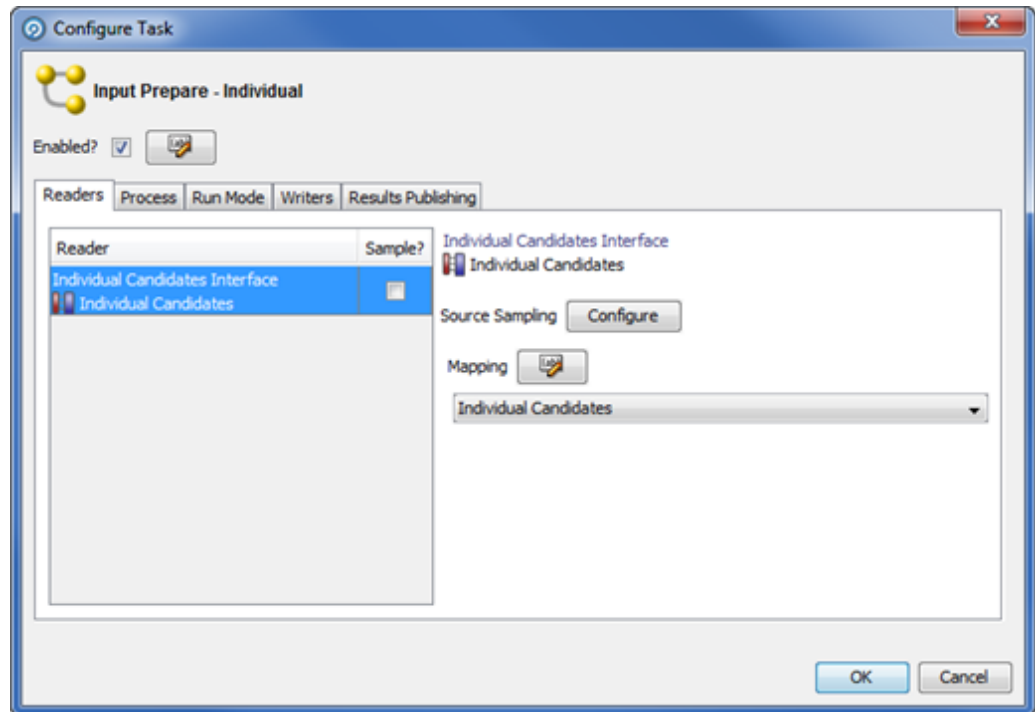 Configure Task
Input Prepare - Individual
Enabled?
Readers Process Run Mode Writers Results Publishing
Reader Sample?
Individual Candidates Interface
Individual Candidates
Individual Candidates Interface
Individual Candidates
Source Sampling Configure
Mapping
Individual Candidates
OK Cancel